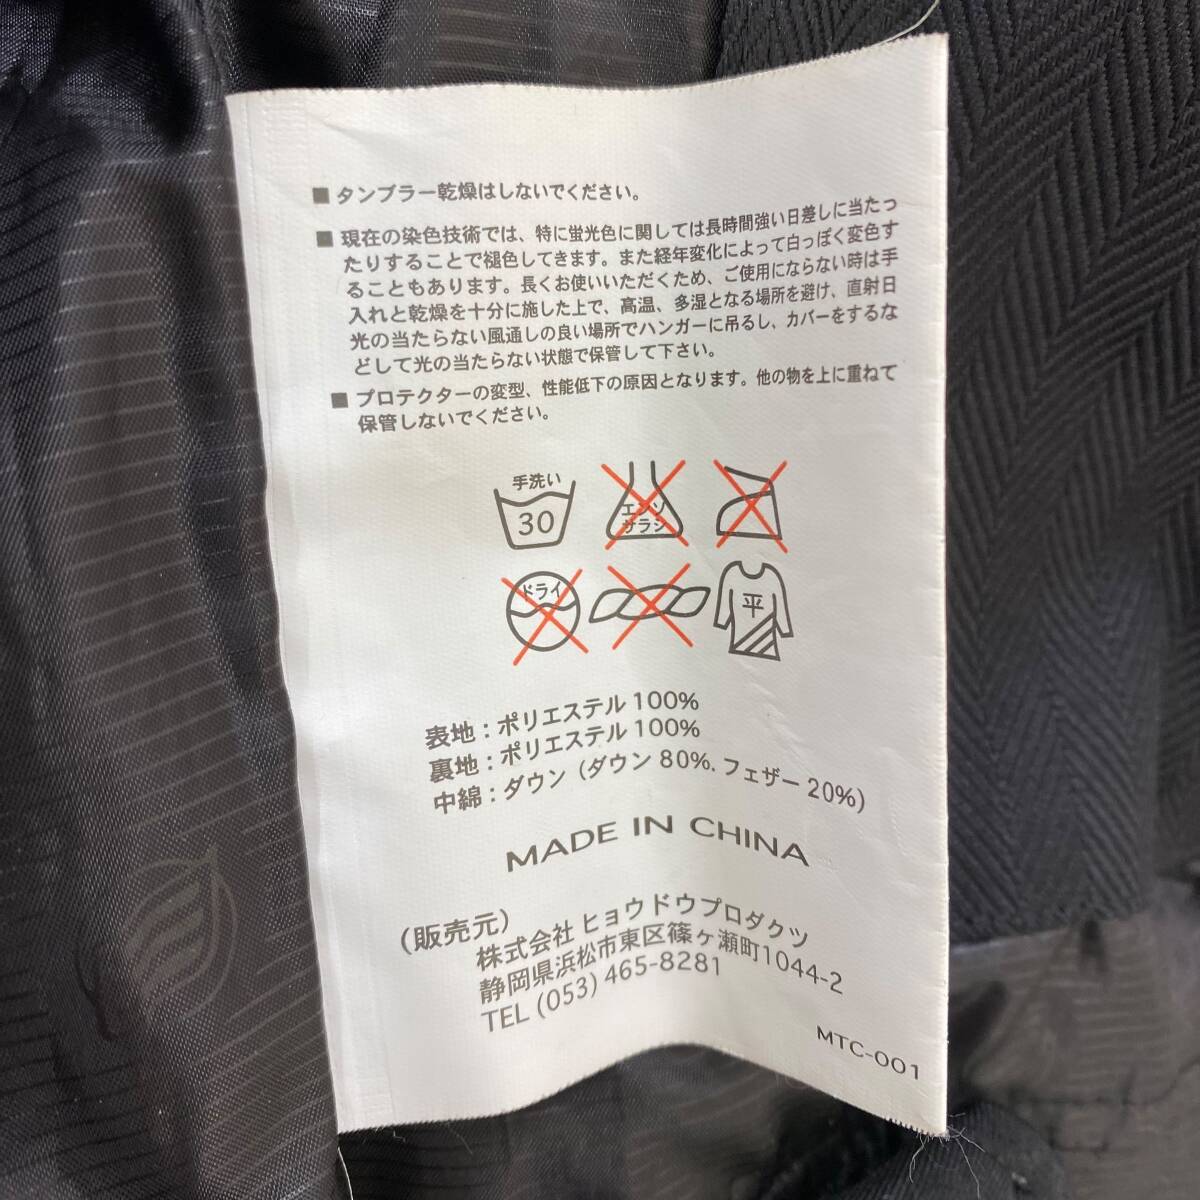 ■ タンブラー乾燥はしないでください。
■ 現在の染色技術では、特に蛍光色に関しては長時間強い日差しに当たっ
たりすることで褪色してきます。また経年変化によって白っぽく変色す
ることもあります。長くお使いいただくため、ご使用にならない時は手
入れと乾燥を十分に施した上で、高温、多湿となる場所を避け、直射日
光の当たらない風通しの良い場所でハンガーに吊るし、カバーをするな
どして光の当たらない状態で保管して下さい。
■ プロテクターの変型、性能低下の原因となります。他の物を上に重ねて
保管しないでください。
手洗い
30
エンソ
サラシ
ドライ
平
表地：ポリエステル 100%
裏地：ポリエステル 100%
中綿：ダウン（ダウン 80%. フェザー 20%)
MADE IN CHINA
（販売元）
株式会社 ヒョウドウプロダクツ
静岡県浜松市東区篠ヶ瀬町1044-2
TEL (053) 465-8281
MTC-001